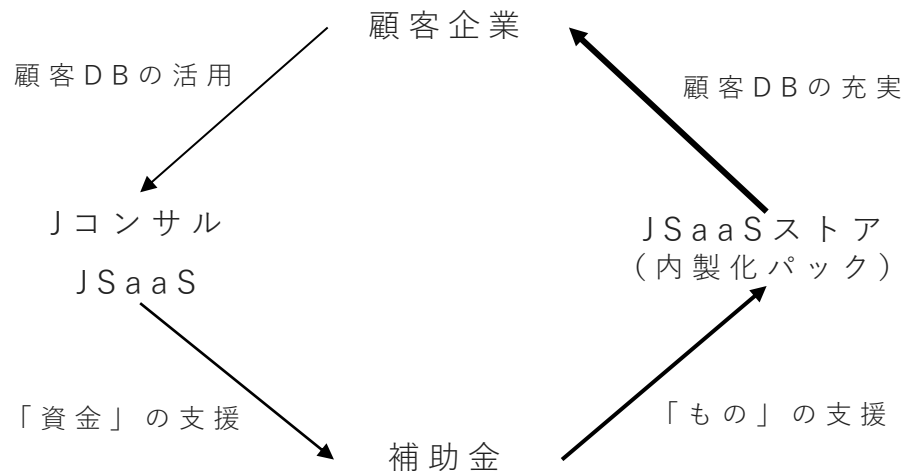 顧客企業
顧客DBの活用
顧客DBの充実
Jコンサル
JSaaS
JSaaSストア
（内製化パック）
「資金」の支援
「もの」の支援
補助金